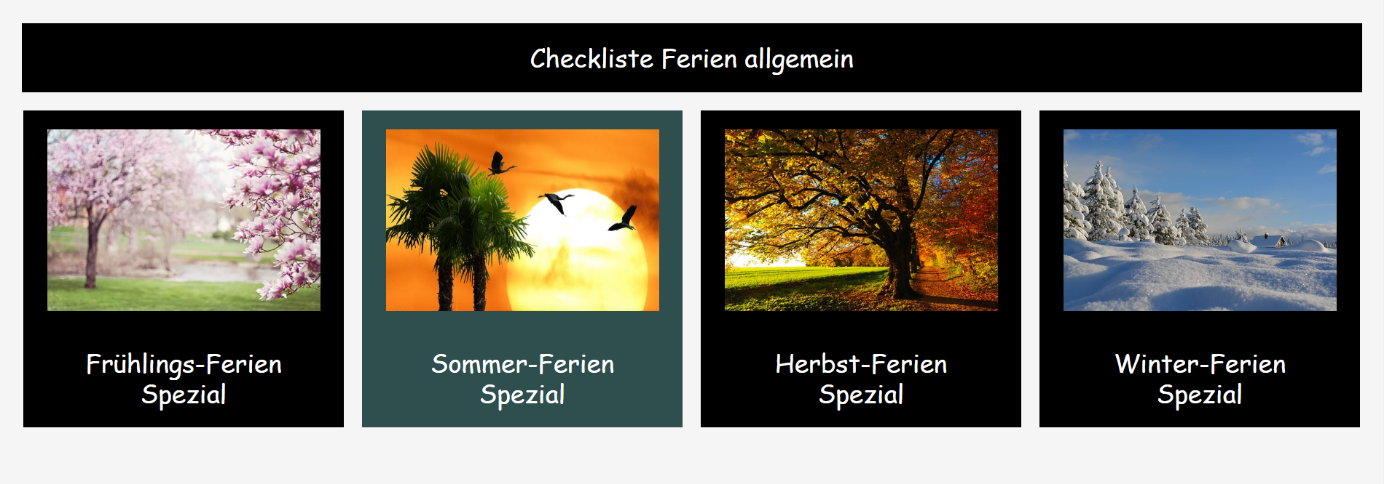 Checkliste Ferien allgemein
Frühlings-Ferien
Spezial
Sommer-Ferien
Spezial
Herbst-Ferien
Spezial
Winter-Ferien
Spezial